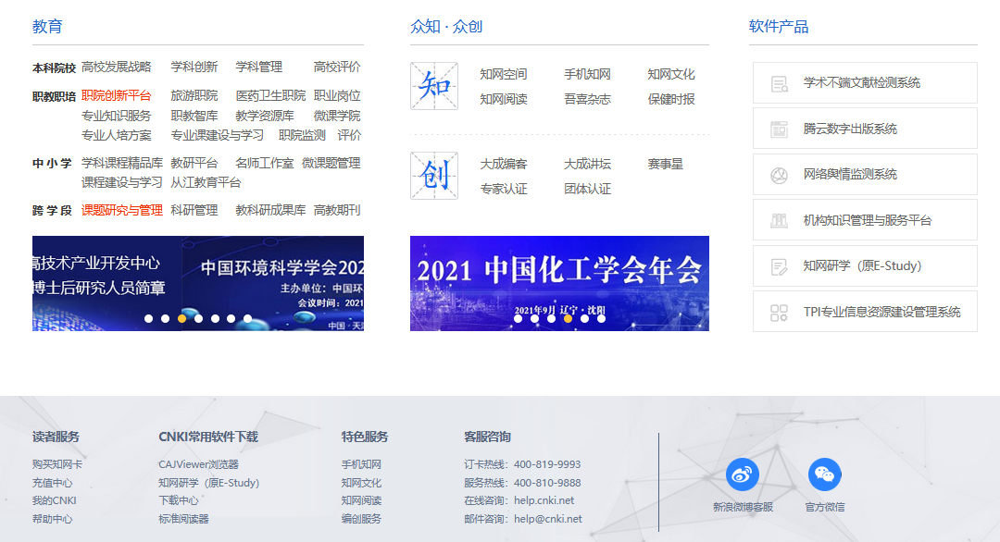 教育
本科院校 高校发展战略 学科创新 学科管理 高校评价
职教职培 职院创新平台 旅游职院 医药卫生职院 职业岗位
专业知识服务 职教智库 教学资源库 微课学院
专业人培方案 专业课建设与学习 职院监测 评价
中小学 学科课程精品库 教研平台 名师工作室 微课题管理
课程建设与学习 从江教育平台
跨学段 课题研究与管理 科研管理 教科研成果库 高教期刊
高技术产业开发中心
博士后研究人员简章
中国环境科学学会202
主办单位：中国环
会议时间：2021
中国·天
众知·众创
知
知网空间 手机知网 知网文化
知网阅读 吾喜杂志 保健时报
创
大成编客 大成讲坛 赛事星
专家认证 团体认证
2021 中国化工学会年会
2021年9月 辽宁·沈阳
软件产品
学术不端文献检测系统
腾云数字出版系统
网络舆情监测系统
机构知识管理与服务平台
知网研学（原E-Study）
TPI专业信息资源建设管理系统
读者服务
购买知网卡
充值中心
我的CNKI
帮助中心
CNKI常用软件下载
CAJViewer浏览器
知网研学（原E-Study）
下载中心
标准阅读器
特色服务
手机知网
知网文化
知网阅读
编创服务
客服咨询
订卡热线：400-819-9993
服务热线：400-810-9888
在线咨询：help.cnki.net
邮件咨询：help@cnki.net
新浪微博客服
官方微信